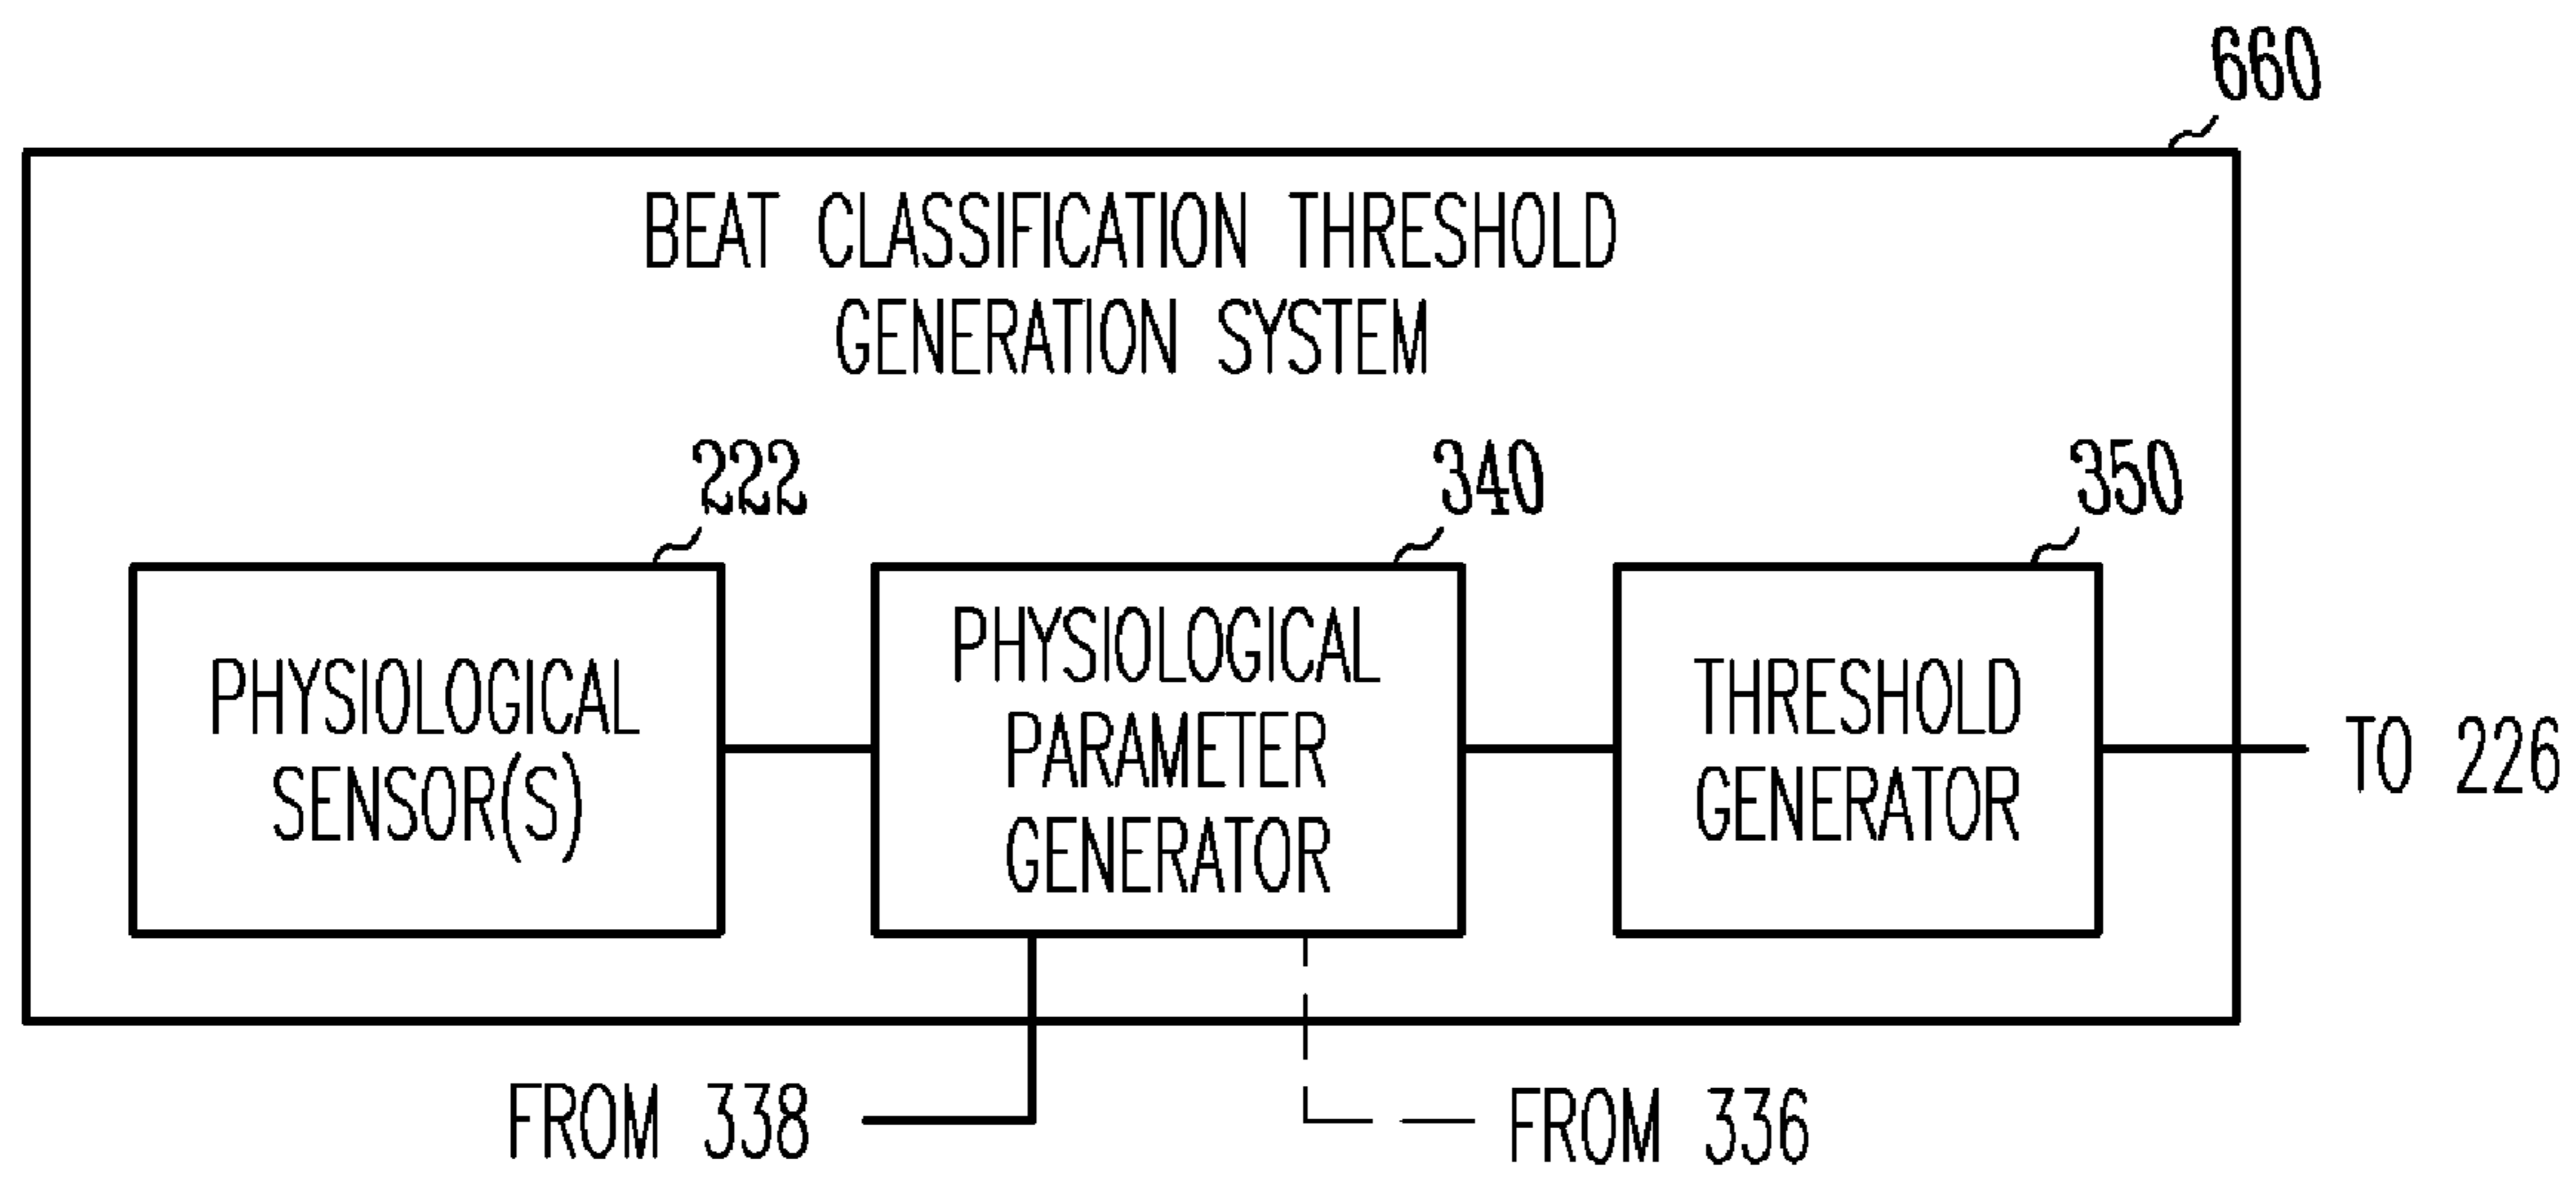 660
BEAT CLASSIFICATION THRESHOLD
GENERATION SYSTEM
222
340
350
PHYSIOLOGICAL
SENSOR(S)
PHYSIOLOGICAL
PARAMETER
GENERATOR
THRESHOLD
GENERATOR
TO 226
FROM 338
FROM 336